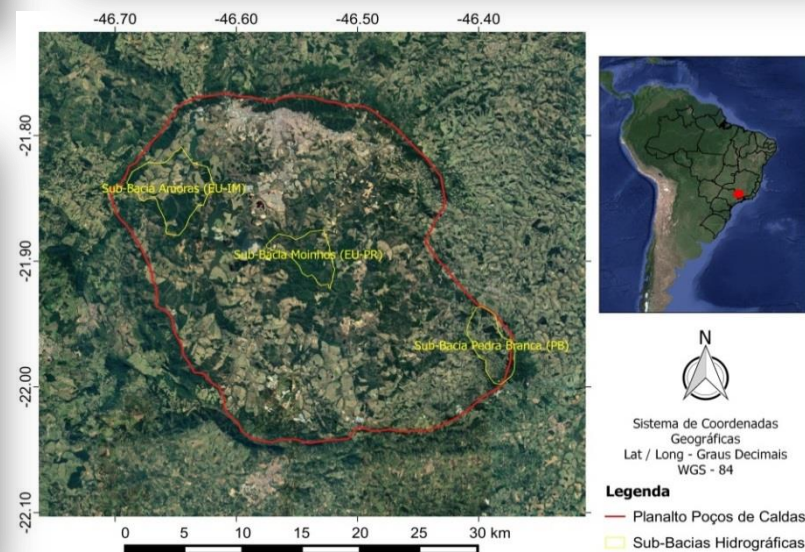 -46.70 -46.60 -46.50 -46.40
-21.80
-21.90
-22.00
-22.10
Sub-Bacia Amoras (EU-IM)
Sub-Bacia Moinhos (EU-PR)
Sub-Bacia Pedra Branca (PB)
0 5 10 15 20 25 30 km
N
Sistema de Coordenadas
Geográficas
Lat / Long - Graus Decimais
WGS - 84
Legenda
Planalto Poços de Caldas
Sub-Bacias Hidrográficas